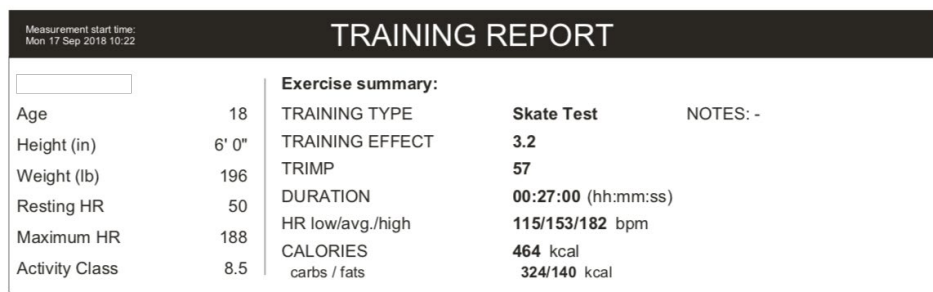 Measurement start time:
Mon 17 Sep 2018 10:22
TRAINING REPORT
Age 18
Height (in) 6' 0"
Weight (lb) 196
Resting HR 50
Maximum HR 188
Activity Class 8.5
Exercise summary:
TRAINING TYPE Skate Test NOTES: -
TRAINING EFFECT 3.2
TRIMP 57
DURATION 00:27:00 (hh:mm:ss)
HR low/avg./high 115/153/182 bpm
CALORIES 464 kcal
carbs / fats 324/140 kcal